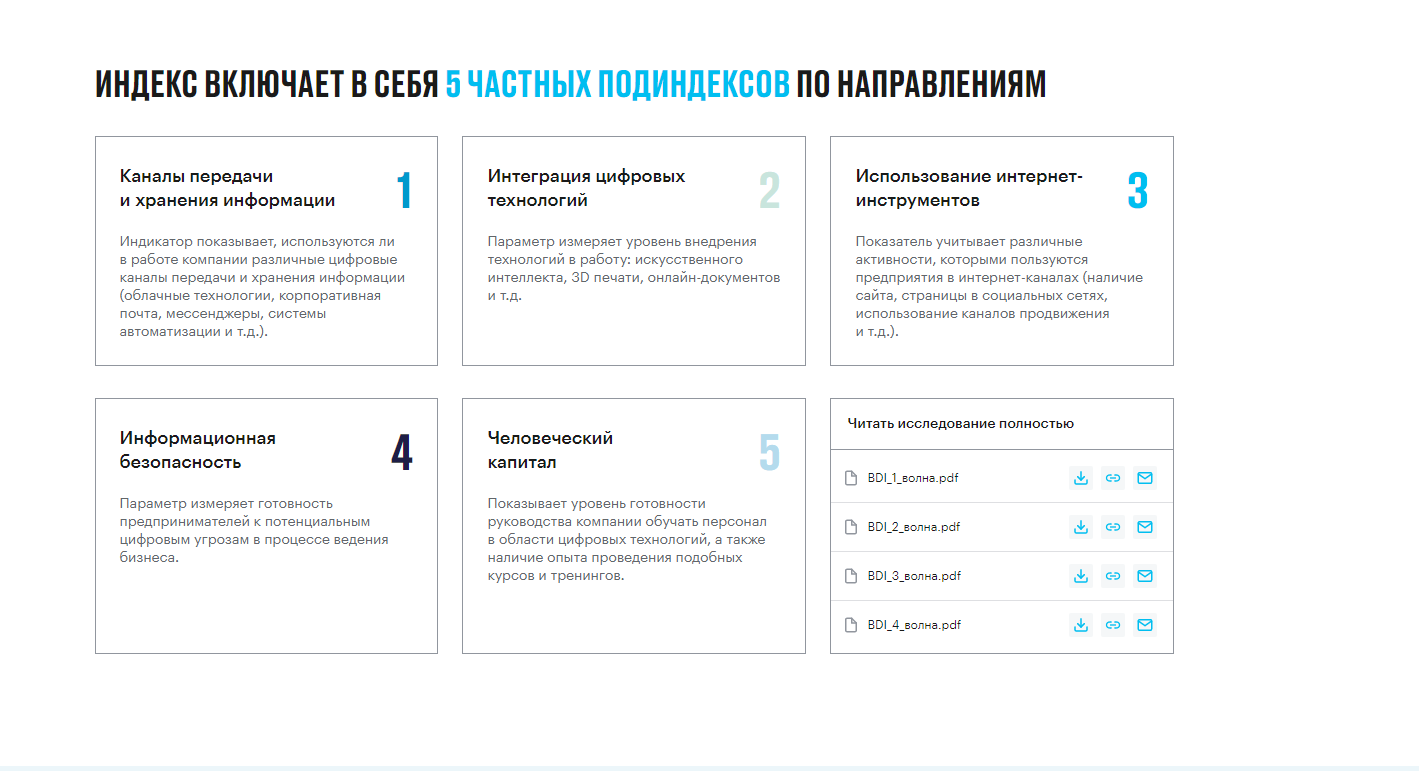 ИНДЕКС ВКЛЮЧАЕТ В СЕБЯ 5 ЧАСТНЫХ ПОДИНДЕКСОВ ПО НАПРАВЛЕНИЯМ
Каналы передачи
и хранения информации
1
Индикатор показывает, используются ли
в работе компании различные цифровые
каналы передачи и хранения информации
(облачные технологии, корпоративная
почта, мессенджеры, системы
автоматизации и т.д.).
Интеграция цифровых
технологий
2
Параметр измеряет уровень внедрения
технологий в работу: искусственного
интеллекта, 3D печати, онлайн-документов
и т.д.
Использование интернет-
инструментов
3
Показатель учитывает различные
активности, которыми пользуются
предприятия в интернет-каналах (наличие
сайта, страницы в социальных сетях,
использование каналов продвижения
и т.д.).
Информационная
безопасность
4
Параметр измеряет готовность
предпринимателей к потенциальным
цифровым угрозам в процессе ведения
бизнеса.
Человеческий
капитал
5
Показывает уровень готовности
руководства компании обучать персонал
в области цифровых технологий, а также
наличие опыта проведения подобных
курсов и тренингов.
Читать исследование полностью
BDI_1_волна.pdf
BDI_2_волна.pdf
BDI_3_волна.pdf
BDI_4_волна.pdf